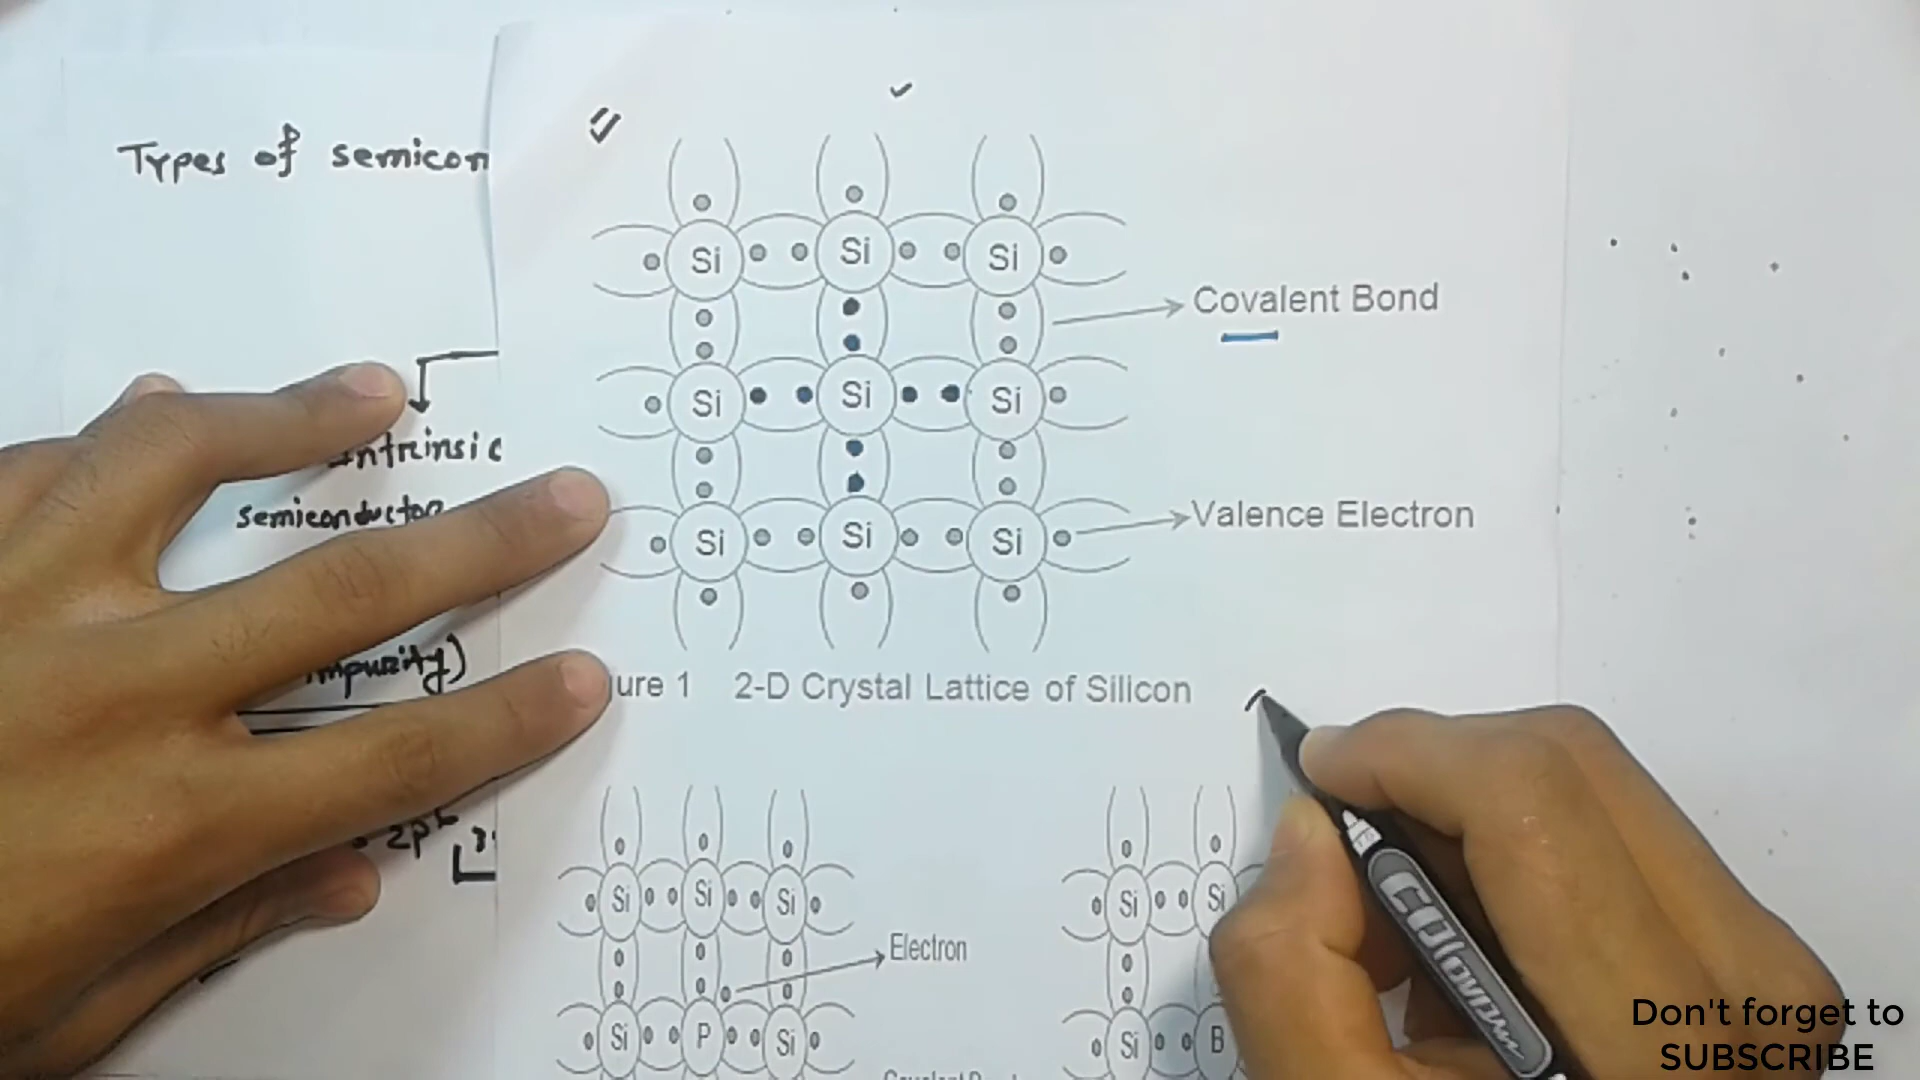 Types of semicon
Si Si Si
Covalent Bond
Si Si Si
Intrinsic
semiconductor
Valence Electron
Si Si Si
impurity)
ure 1 2-D Crystal Lattice of Silicon
2p
Si Si Si
Si Si
Electron
Si P Si
Si B
COLOVEM
Don't forget to
SUBSCRIBE